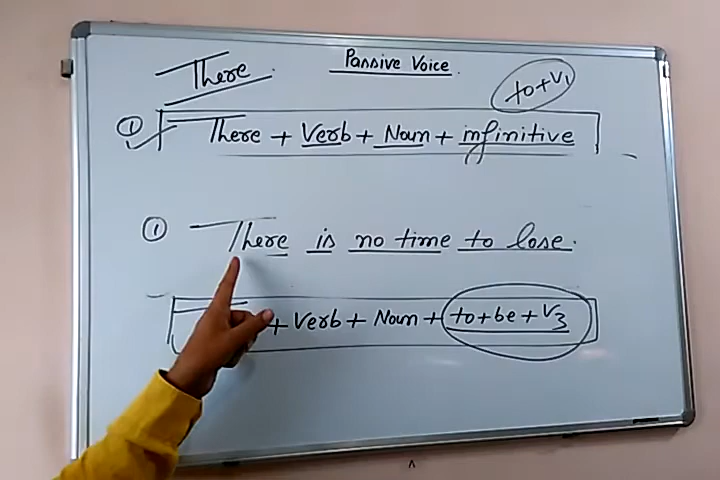 Passive Voice.
There
to+V1
① There + Verb + Noun + infinitive
① There is no time to lose.
+ Verb + Noun + to+be+V3